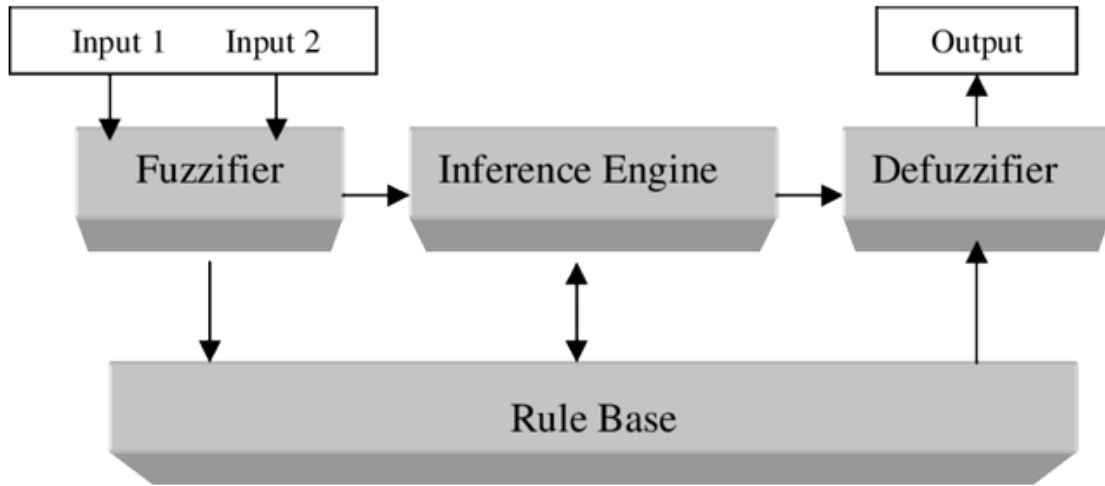 Input 1 Input 2
Output
Fuzzifier
Inference Engine
Defuzzifier
Rule Base